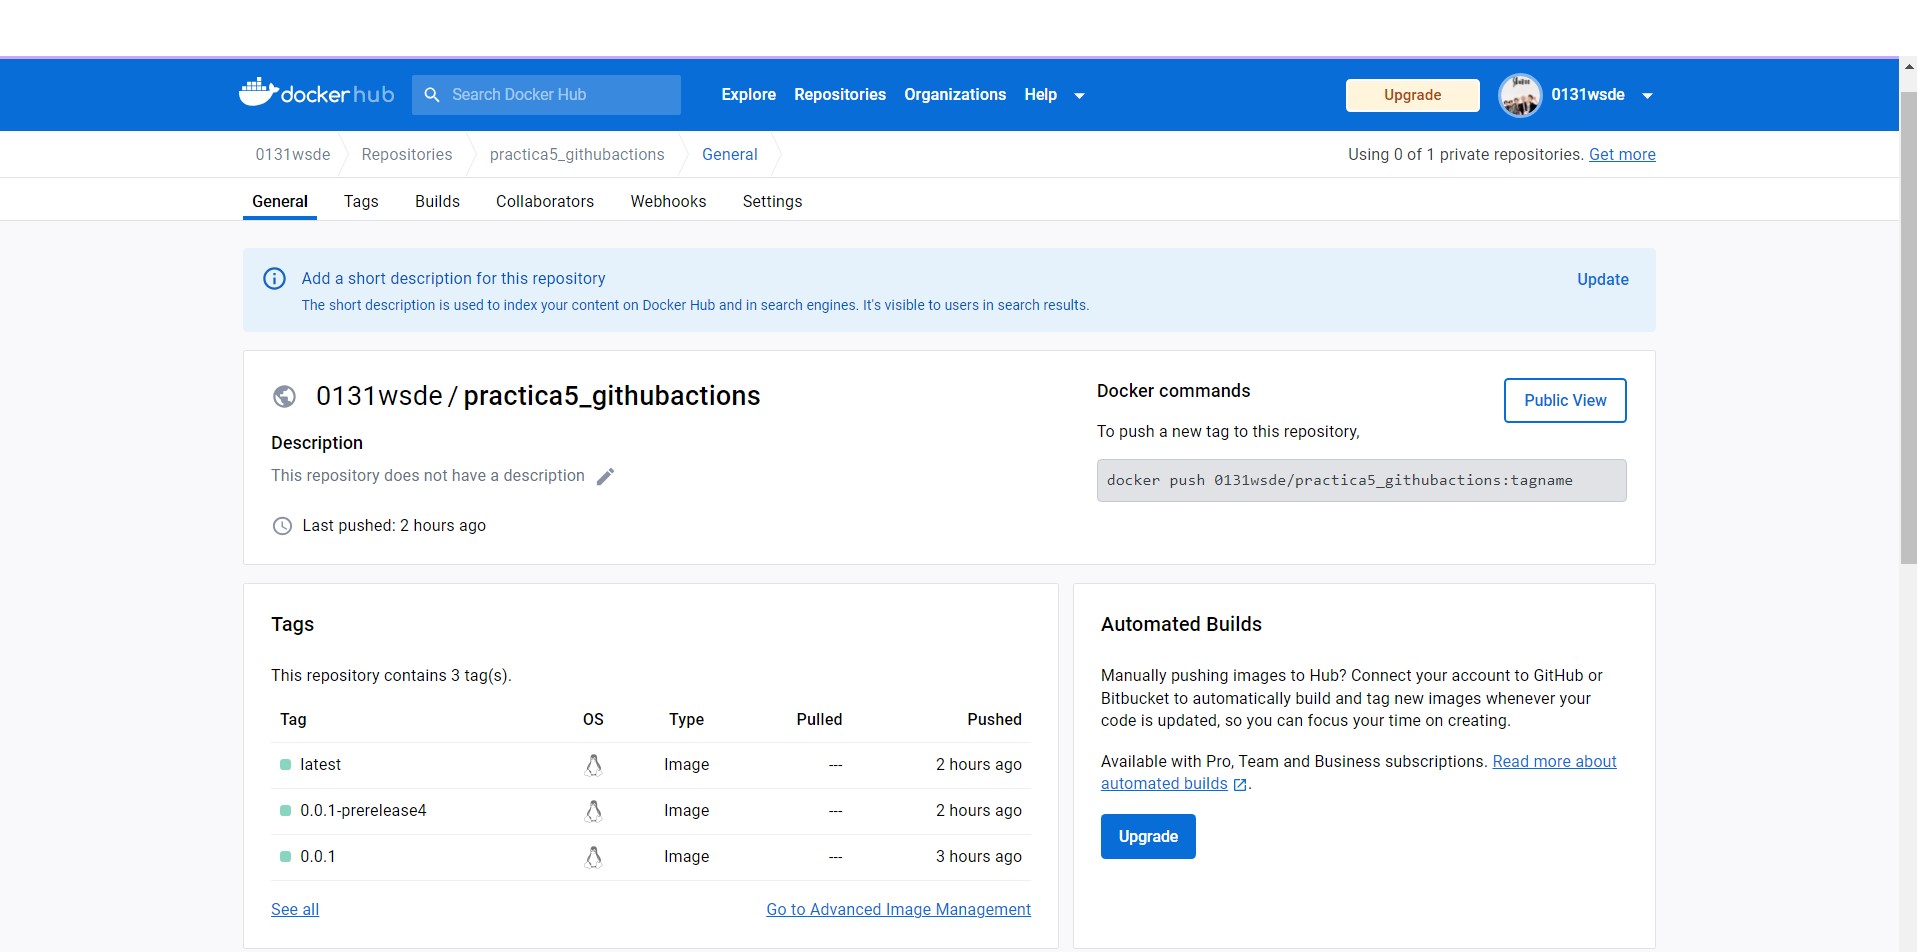 docker hub
Search Docker Hub
Explore Repositories Organizations Help
Upgrade
0131wsde
0131wsde Repositories practica5_githubactions General
Using 0 of 1 private repositories. Get more
General Tags Builds Collaborators Webhooks Settings
Add a short description for this repository
Update
The short description is used to index your content on Docker Hub and in search engines. It's visible to users in search results.
0131wsde / practica5_githubactions
Description
This repository does not have a description
Last pushed: 2 hours ago
Docker commands
Public View
To push a new tag to this repository,
docker push 0131wsde/practica5_githubactions:tagname
Tags
This repository contains 3 tag(s).
Tag OS Type Pulled Pushed
latest Image --- 2 hours ago
0.0.1-prerelease4 Image --- 2 hours ago
0.0.1 Image --- 3 hours ago
See all
Go to Advanced Image Management
Automated Builds
Manually pushing images to Hub? Connect your account to GitHub or
Bitbucket to automatically build and tag new images whenever your
code is updated, so you can focus your time on creating.
Available with Pro, Team and Business subscriptions. Read more about
automated builds .
Upgrade